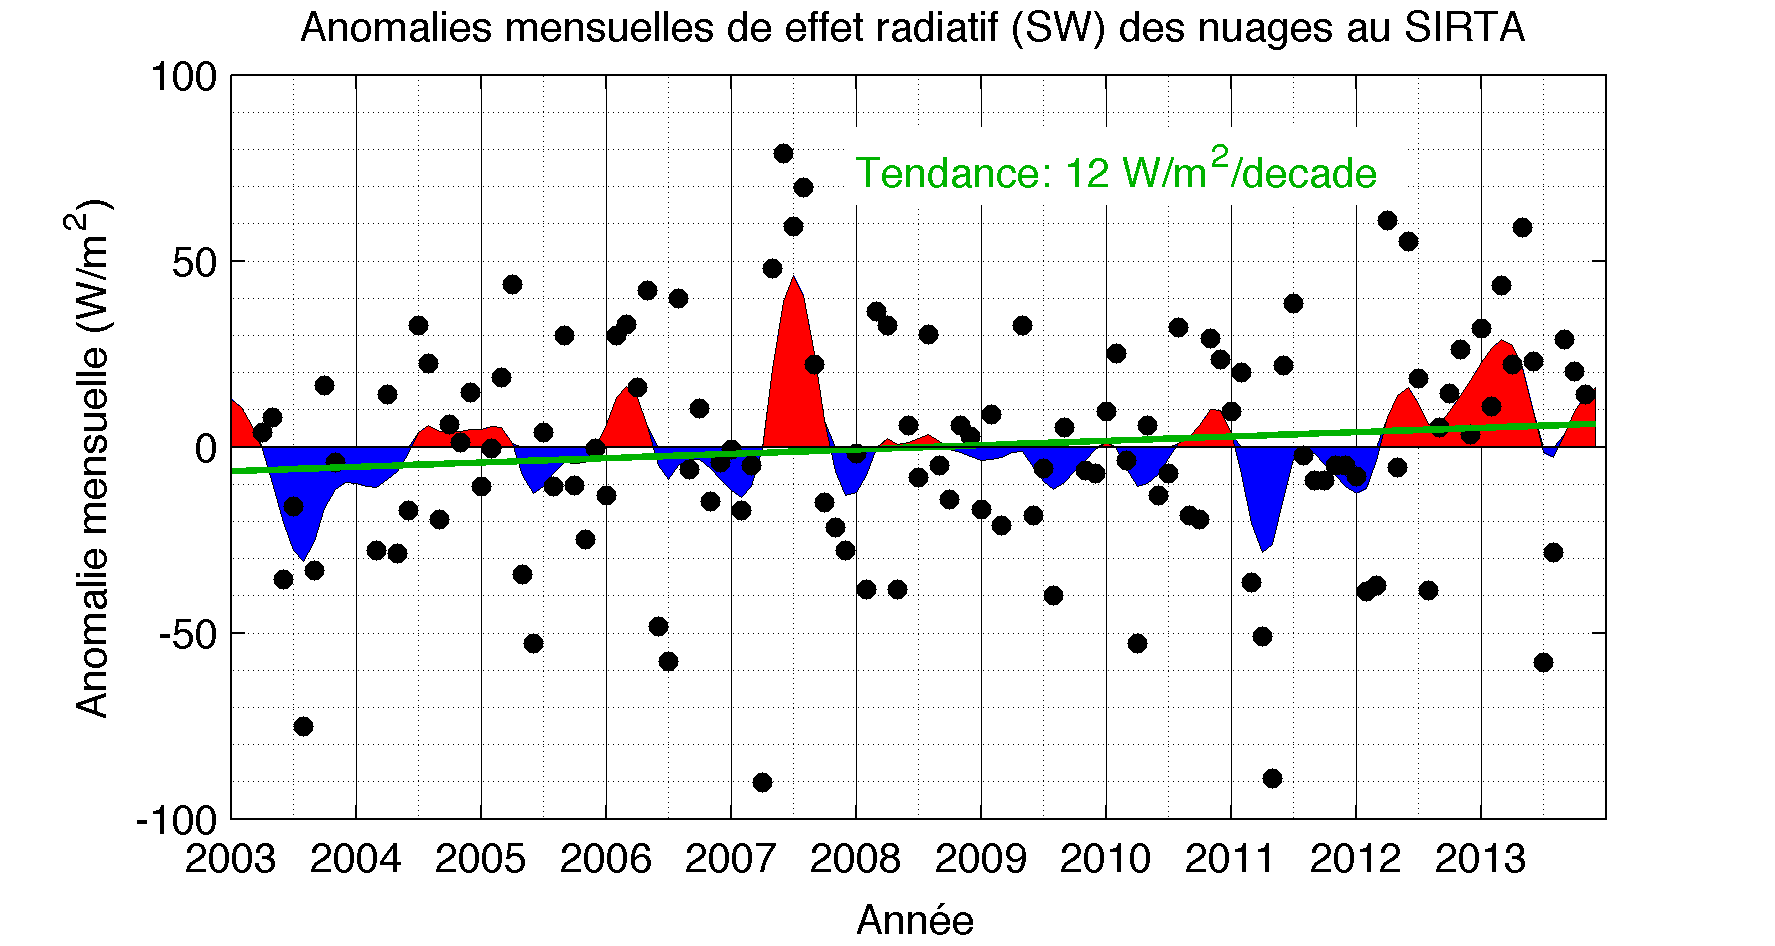 Anomalies mensuelles de effet radiatif (SW) des nuages au SIRTA
Anomalie mensuelle (W/m²)
100
50
0
-50
-100
Tendance: 12 W/m²/decade
2003 2004 2005 2006 2007 2008 2009 2010 2011 2012 2013
Année